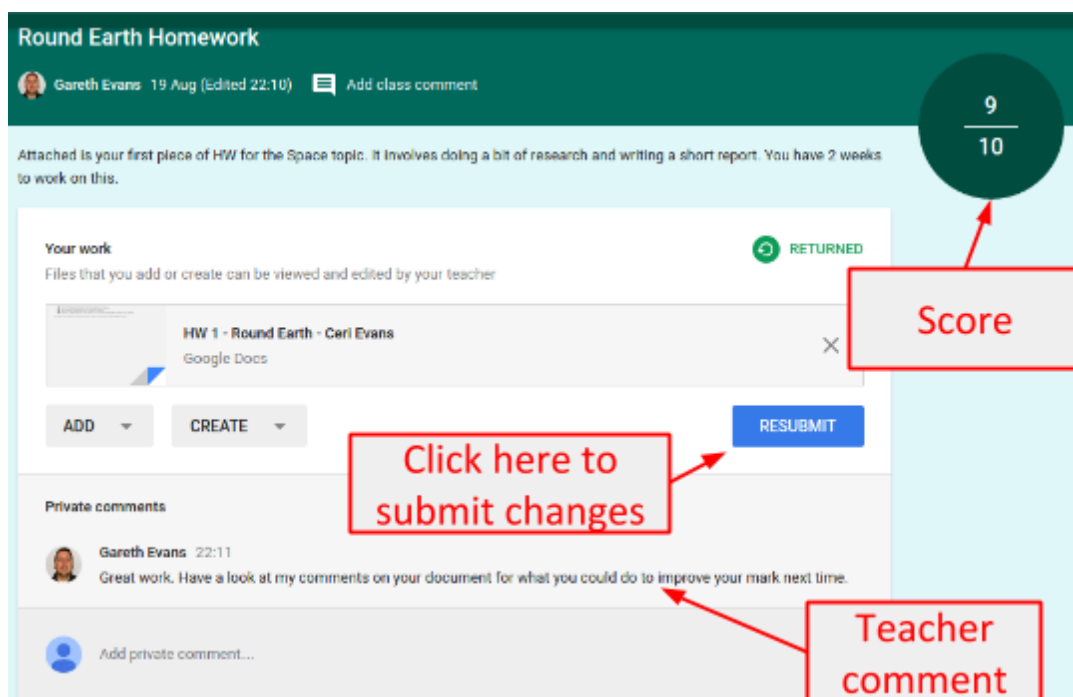 Round Earth Homework
Gareth Evans 19 Aug (Edited 22:10) Add class comment
9
10
Attached is your first piece of HW for the Space topic. It involves doing a bit of research and writing a short report. You have 2 weeks
to work on this.
Your work
RETURNED
Files that you add or create can be viewed and edited by your teacher
Score
HW 1 - Round Earth - Ceri Evans
Google Docs
ADD
CREATE
RESUBMIT
Click here to
submit changes
Private comments
Gareth Evans 22:11
Great work. Have a look at my comments on your document for what you could do to improve your mark next time.
Teacher
comment
Add private comment...